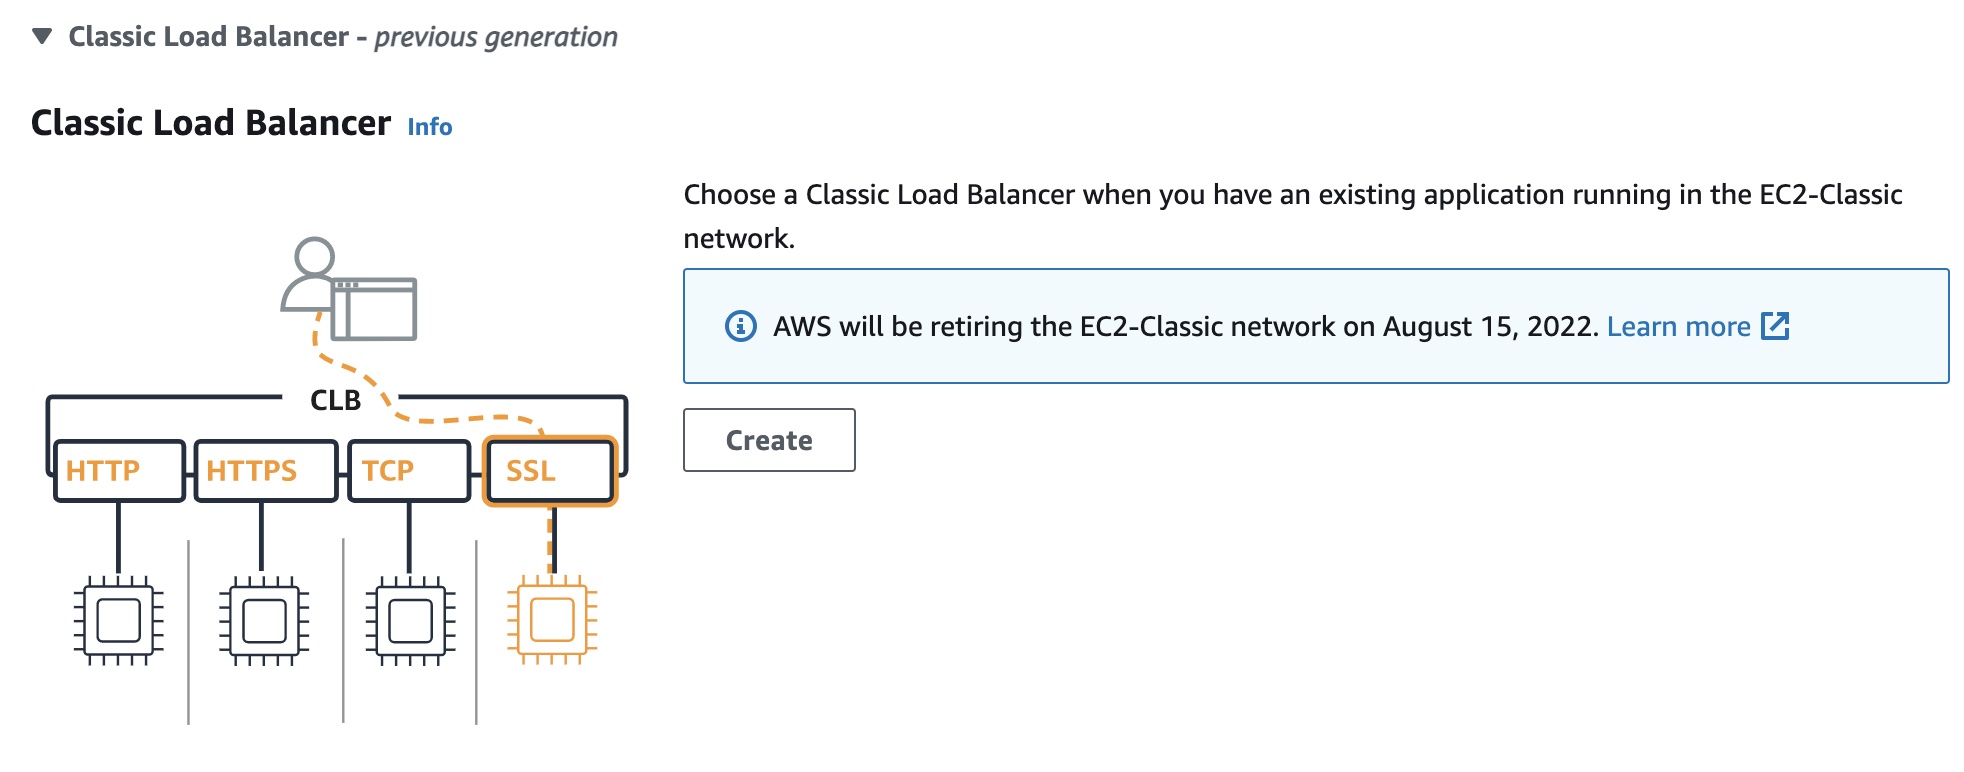 Classic Load Balancer - previous generation
Classic Load Balancer Info
Choose a Classic Load Balancer when you have an existing application running in the EC2-Classic
network.
AWS will be retiring the EC2-Classic network on August 15, 2022. Learn more
Create
CLB
HTTP HTTPS TCP SSL